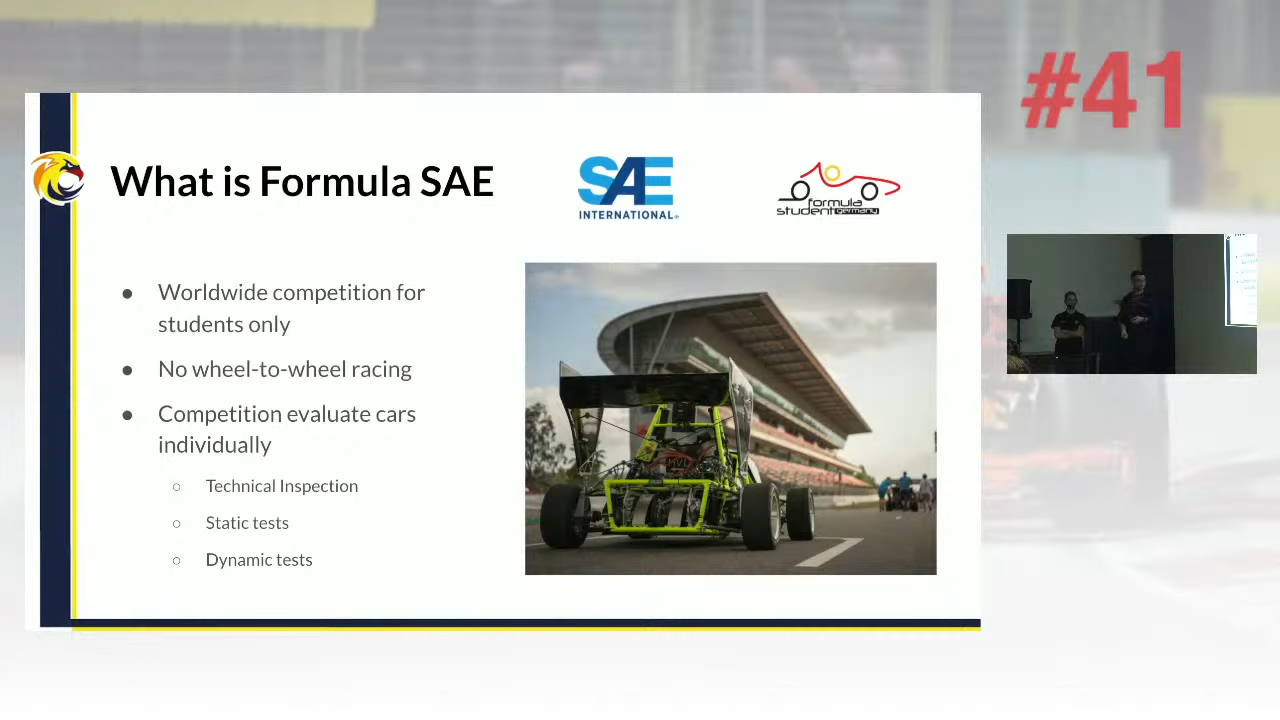 #41
What is Formula SAE
SAE
INTERNATIONAL
formula
student germany
Worldwide competition for
students only
No wheel-to-wheel racing
Competition evaluate cars
individually
Technical Inspection
Static tests
Dynamic tests